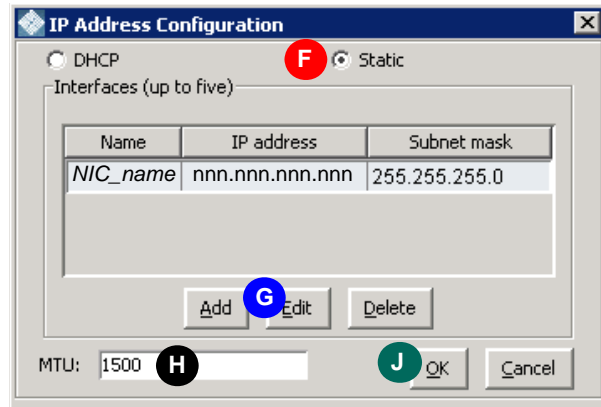 IP Address Configuration
DHCP F Static
Interfaces (up to five)
Name IP address Subnet mask
NIC_name nnn.nnn.nnn.nnn 255.255.255.0
Add G Edit Delete
MTU: 1500 H J OK Cancel